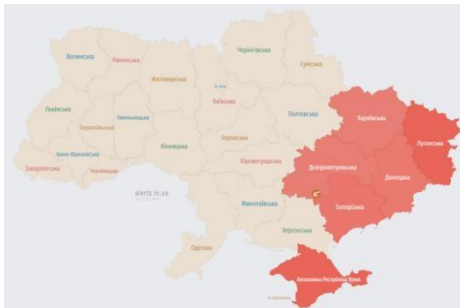 Чернігівська
Волинська
Рівненська
Сумська
Житомирська
м. Київ
Київська
Львівська
Полтавська
Харківська
Тернопільська
Хмельницька
Луганська
Черкаська
Вінницька
Івано-Франківська
Кіровоградська
Дніпропетровська
Донецька
Закарпатська
Чернівецька
alerts.in.ua
Миколаївська
Запорізька
Херсонська
Одеська
Автономна Республіка Крим